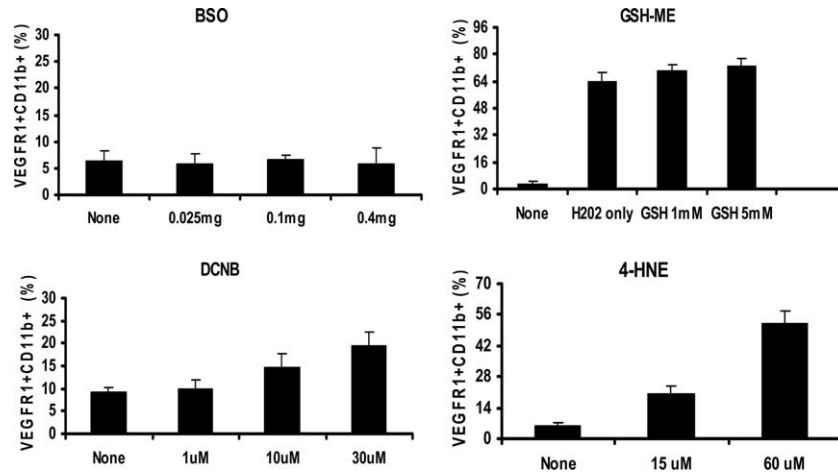 BSO
VEGFR1+CD11b+ (%)
35
30
25
20
15
10
5
0
None 0.025mg 0.1mg 0.4mg
GSH-ME
VEGFR1+CD11b+ (%)
96
80
64
48
32
16
0
None H202 only GSH 1mM GSH 5mM
DCNB
VEGFR1+CD11b+ (%)
30
25
20
15
10
5
0
None 1uM 10uM 30uM
4-HNE
VEGFR1+CD11b+ (%)
70
56
42
28
14
0
None 15 uM 60 uM